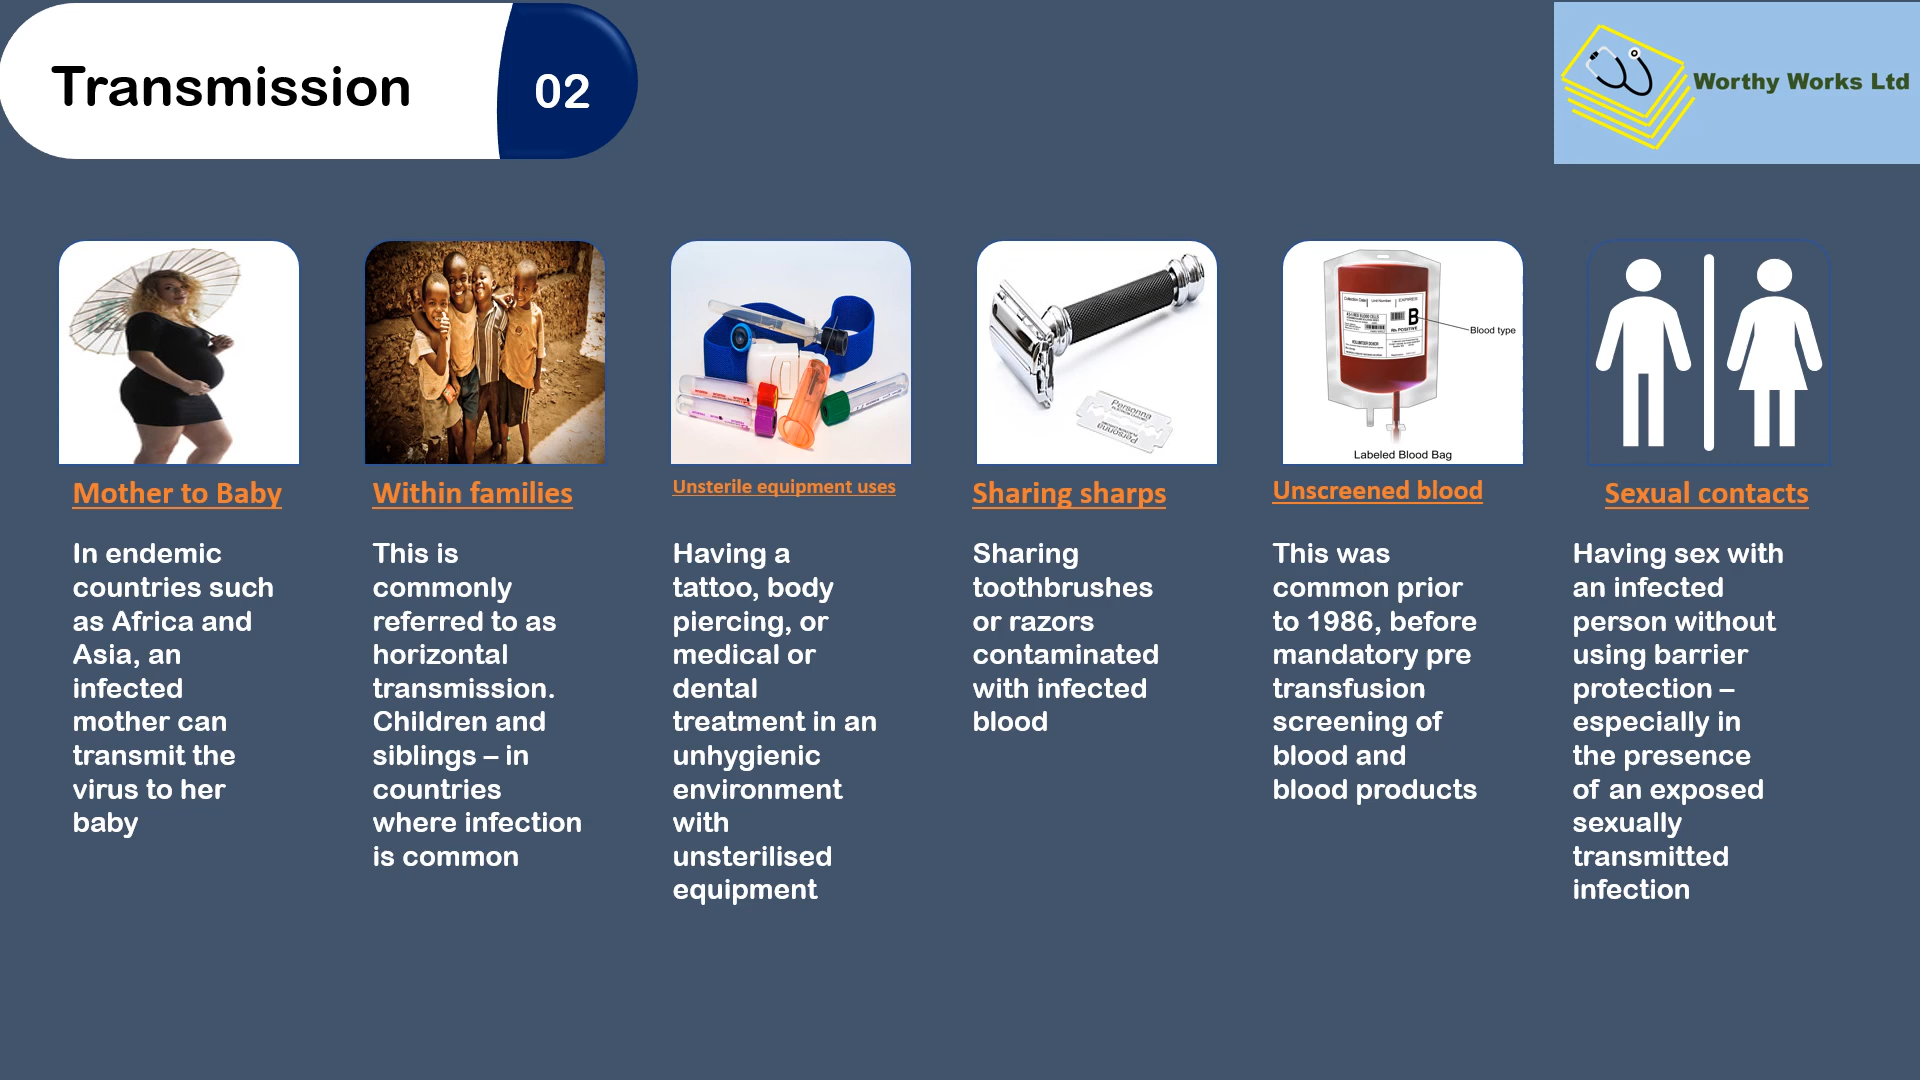 Transmission
02
Worthy Works Ltd
Personna
Personna
B
Blood type
Labeled Blood Bag
Mother to Baby
In endemic
countries such
as Africa and
Asia, an
infected
mother can
transmit the
virus to her
baby
Within families
This is
commonly
referred to as
horizontal
transmission.
Children and
siblings – in
countries
where infection
is common
Unsterile equipment uses
Having a
tattoo, body
piercing, or
medical or
dental
treatment in an
unhygienic
environment
with
unsterilised
equipment
Sharing sharps
Sharing
toothbrushes
or razors
contaminated
with infected
blood
Unscreened blood
This was
common prior
to 1986, before
mandatory pre
transfusion
screening of
blood and
blood products
Sexual contacts
Having sex with
an infected
person without
using barrier
protection –
especially in
the presence
of an exposed
sexually
transmitted
infection